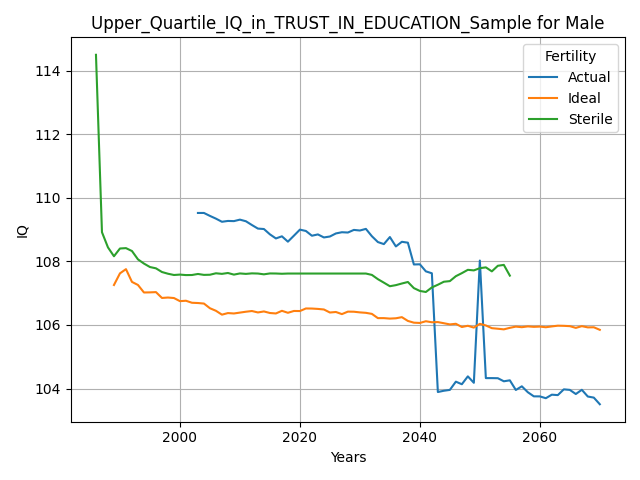 Upper_Quartile_IQ_in_TRUST_IN_EDUCATION_Sample for Male
Fertility
Actual
Ideal
Sterile
IQ
114
112
110
108
106
104
2000
2020
2040
2060
Years